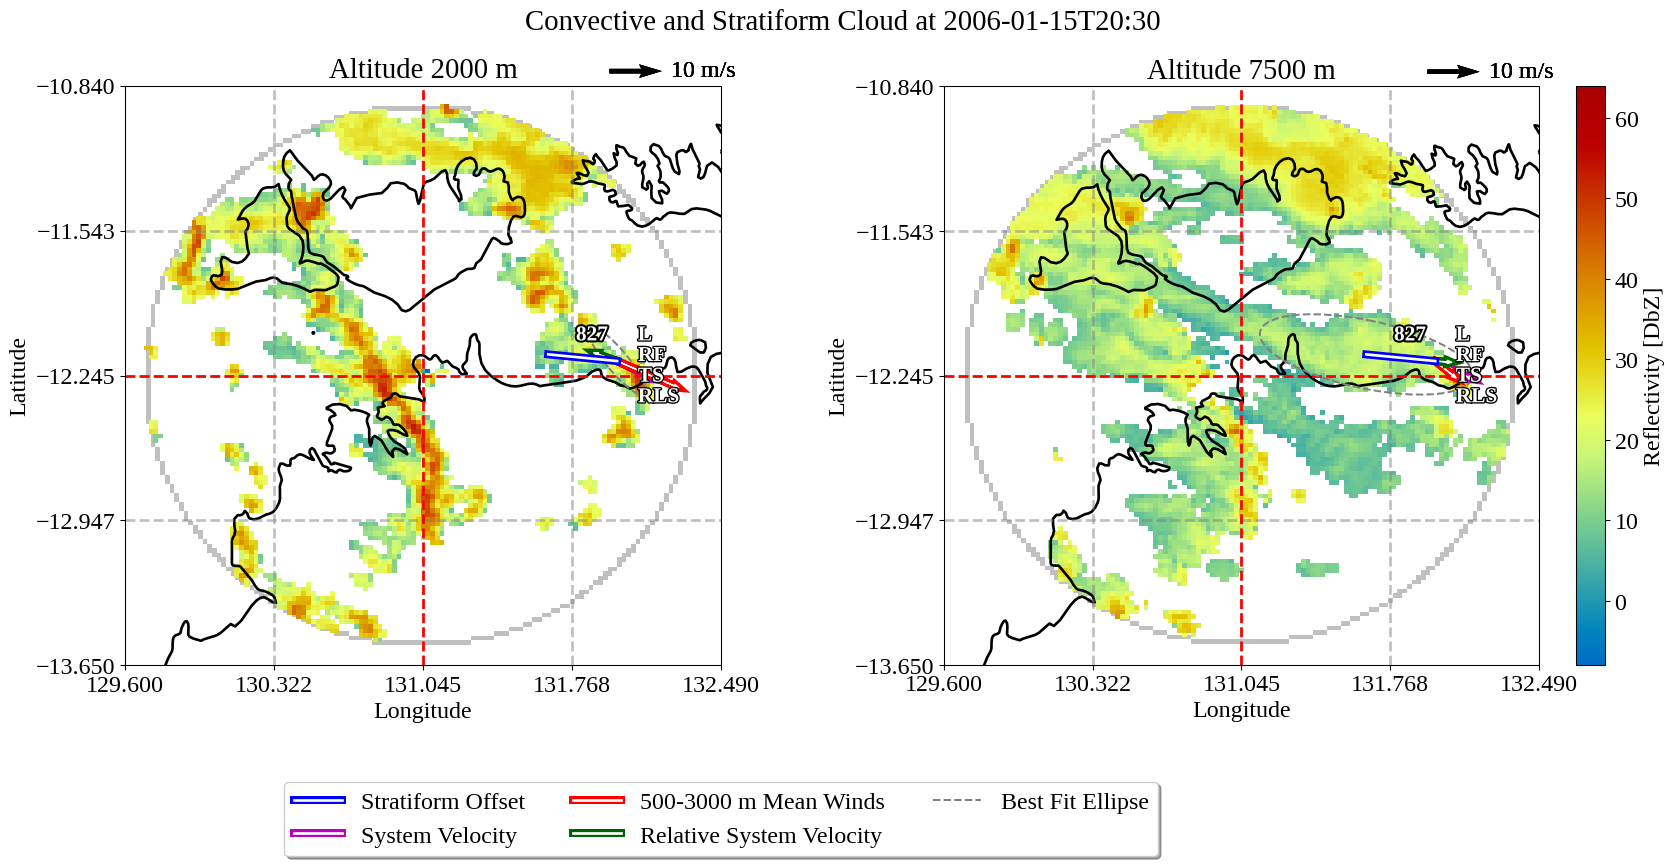 Convective and Stratiform Cloud at 2006-01-15T20:30
Altitude 2000 m
10 m/s
Altitude 7500 m
10 m/s
−10.840
−11.543
−12.245
−12.947
−13.650
129.600
130.322
131.045
131.768
132.490
Longitude
Latitude
827
L
RF
TS
RLS
−10.840
−11.543
−12.245
−12.947
−13.650
129.600
130.322
131.045
131.768
132.490
Longitude
Latitude
827
L
RF
TS
RLS
60
50
40
30
20
10
0
Reflectivity [DbZ]
Stratiform Offset
System Velocity
500-3000 m Mean Winds
Relative System Velocity
Best Fit Ellipse